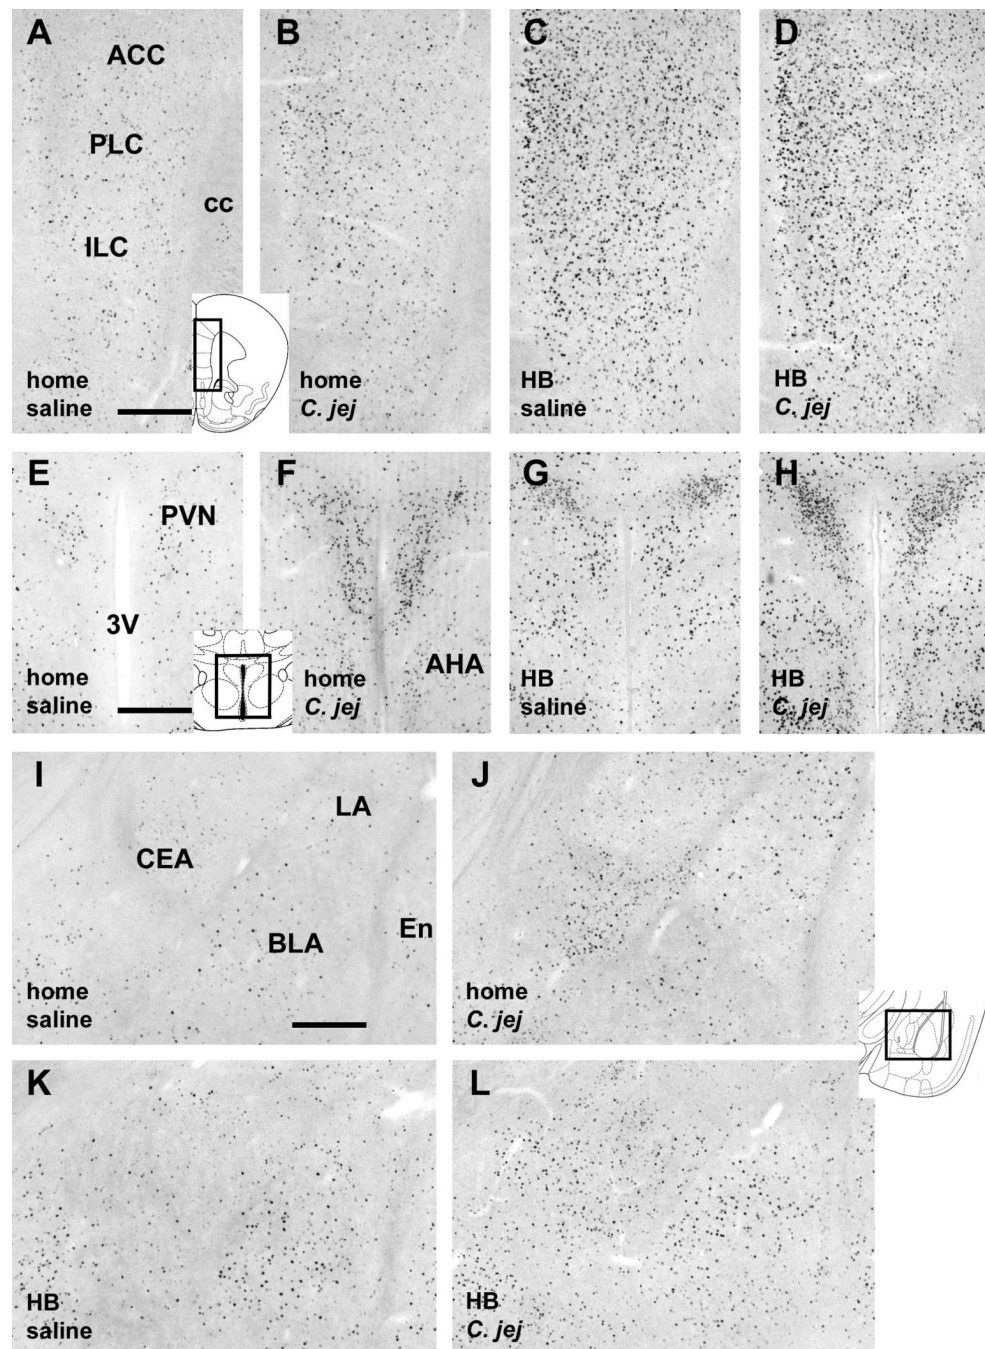 A
ACC
PLC
cc
ILC
home
saline
B
home
C. jej
C
HB
saline
D
HB
C. jej
E
PVN
3V
home
saline
F
AHA
home
C. jej
G
HB
saline
H
HB
C. jej
I
LA
CEA
En
BLA
home
saline
J
home
C. jej
K
HB
saline
L
HB
C. jej